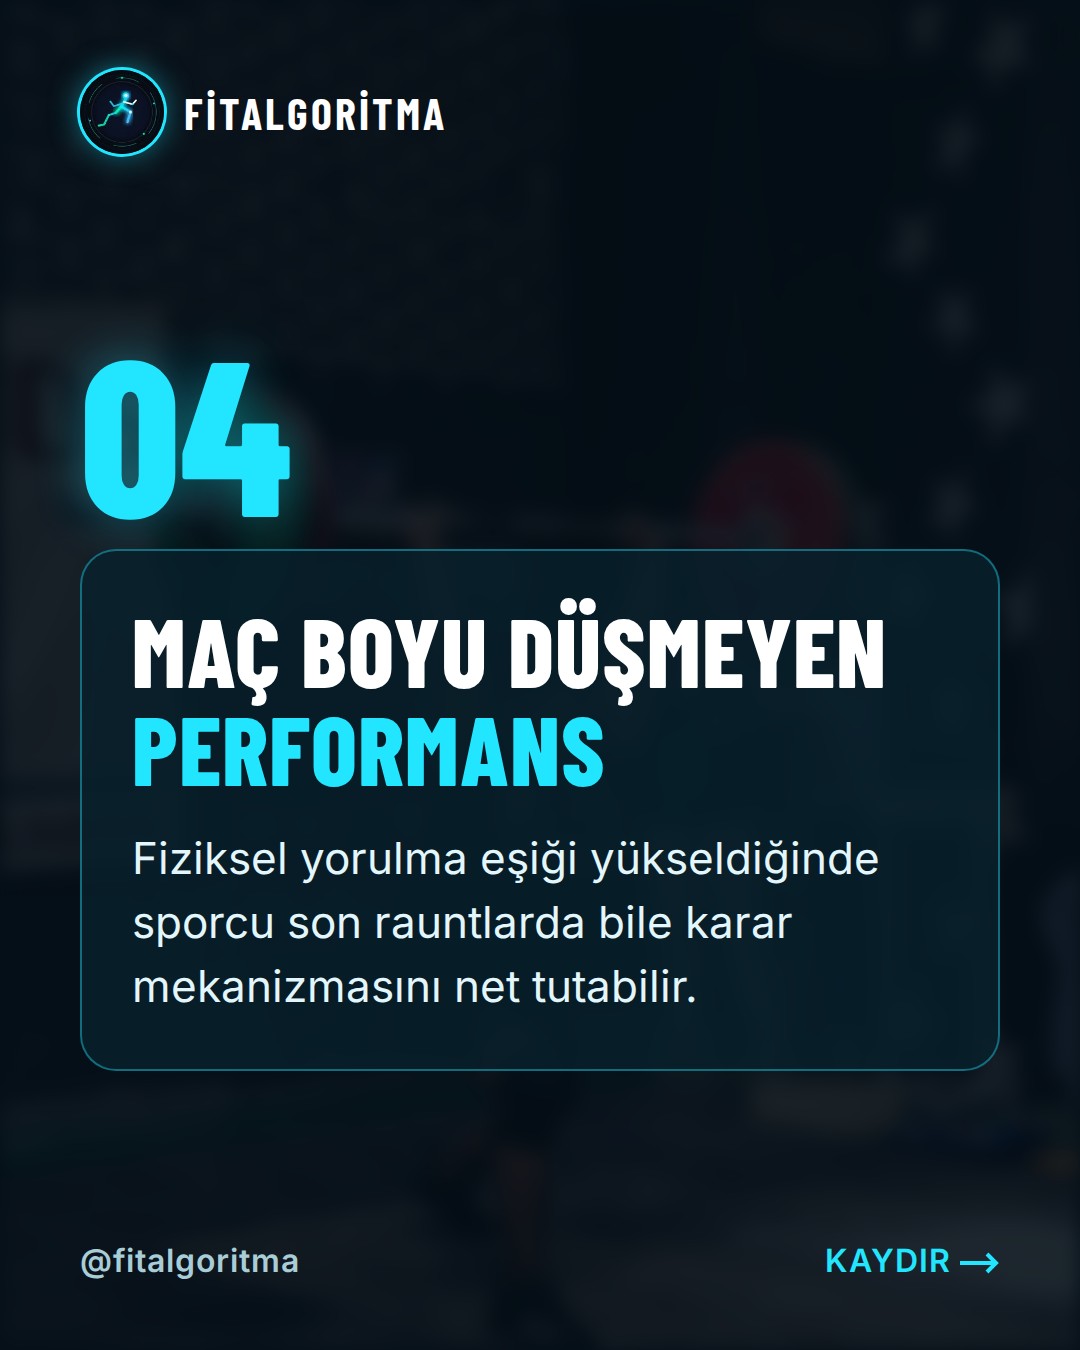 FİTALGORİTMA
04
MAÇ BOYU DÜŞMEYEN
PERFORMANS
Fiziksel yorulma eşiği yükseldiğinde
sporcu son rauntlarda bile karar
mekanizmasını net tutabilir.
@fitalgoritma
KAYDIR →